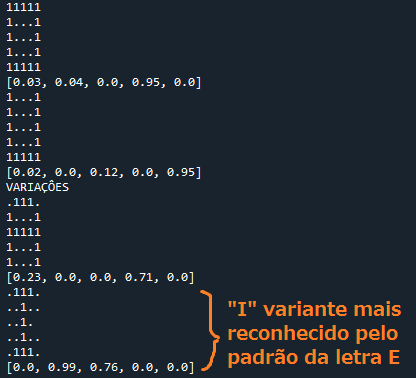 11111
1...1
1...1
1...1
11111
[0.03, 0.04, 0.0, 0.95, 0.0]
1...1
1...1
1...1
1...1
11111
[0.02, 0.0, 0.12, 0.0, 0.95]
VARIAÇÕES
.111.
1...1
11111
1...1
1...1
[0.23, 0.0, 0.0, 0.71, 0.0]
.111.
..1..
..1.
..1..
.111.
[0.0, 0.99, 0.76, 0.0, 0.0]
"I" variante mais
reconhecido pelo
padrão da letra E